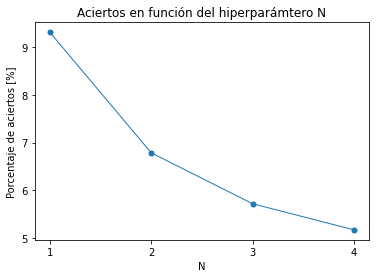 Aciertos en función del hiperparámtero N
Porcentaje de aciertos [%]
9
8
7
6
5
1 2 3 4
N